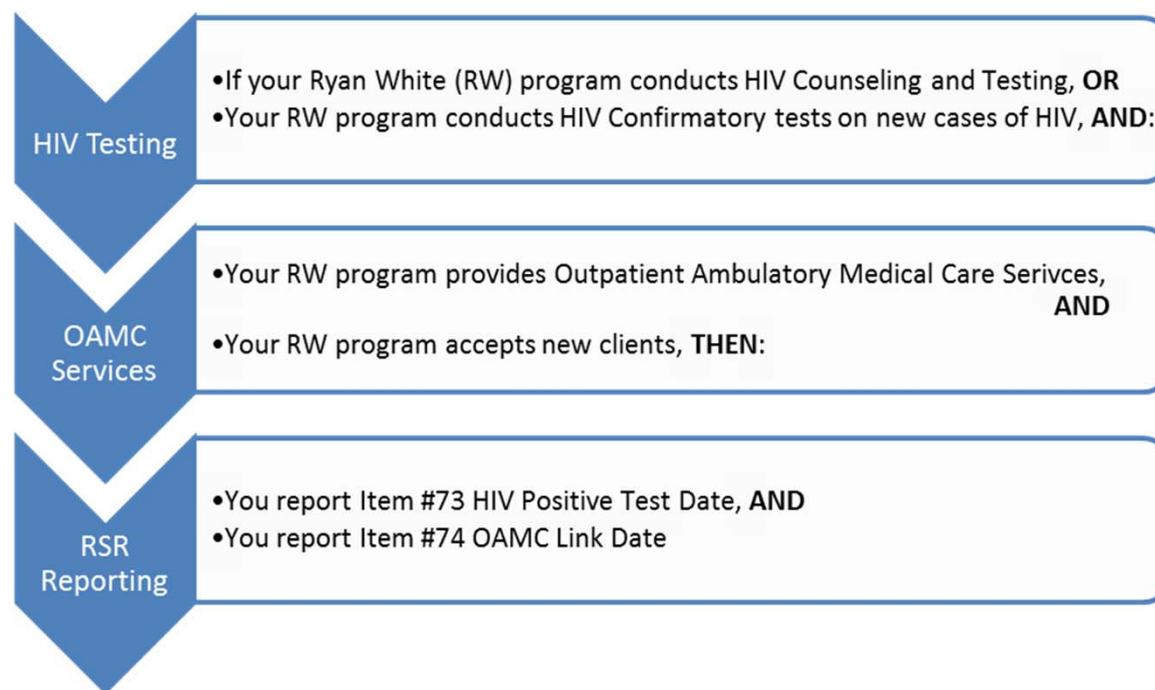 HIV Testing
•If your Ryan White (RW) program conducts HIV Counseling and Testing, OR
•Your RW program conducts HIV Confirmatory tests on new cases of HIV, AND:
OAMC
Services
•Your RW program provides Outpatient Ambulatory Medical Care Serivces,
AND
•Your RW program accepts new clients, THEN:
RSR
Reporting
•You report Item #73 HIV Positive Test Date, AND
•You report Item #74 OAMC Link Date